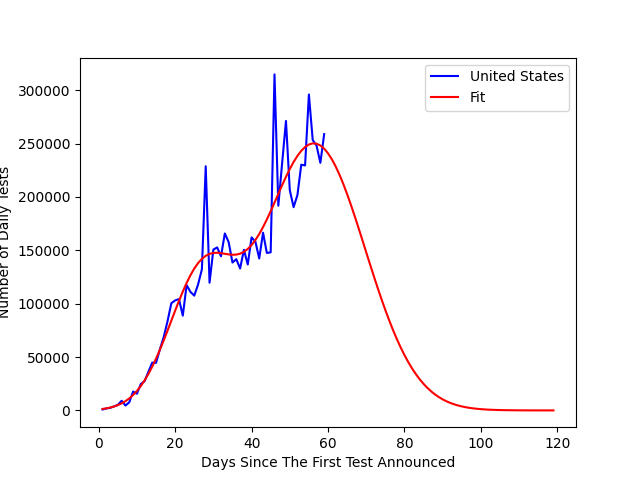 United States
Fit
300000
250000
200000
150000
100000
50000
0
Number of Daily Tests
0 20 40 60 80 100 120
Days Since The First Test Announced